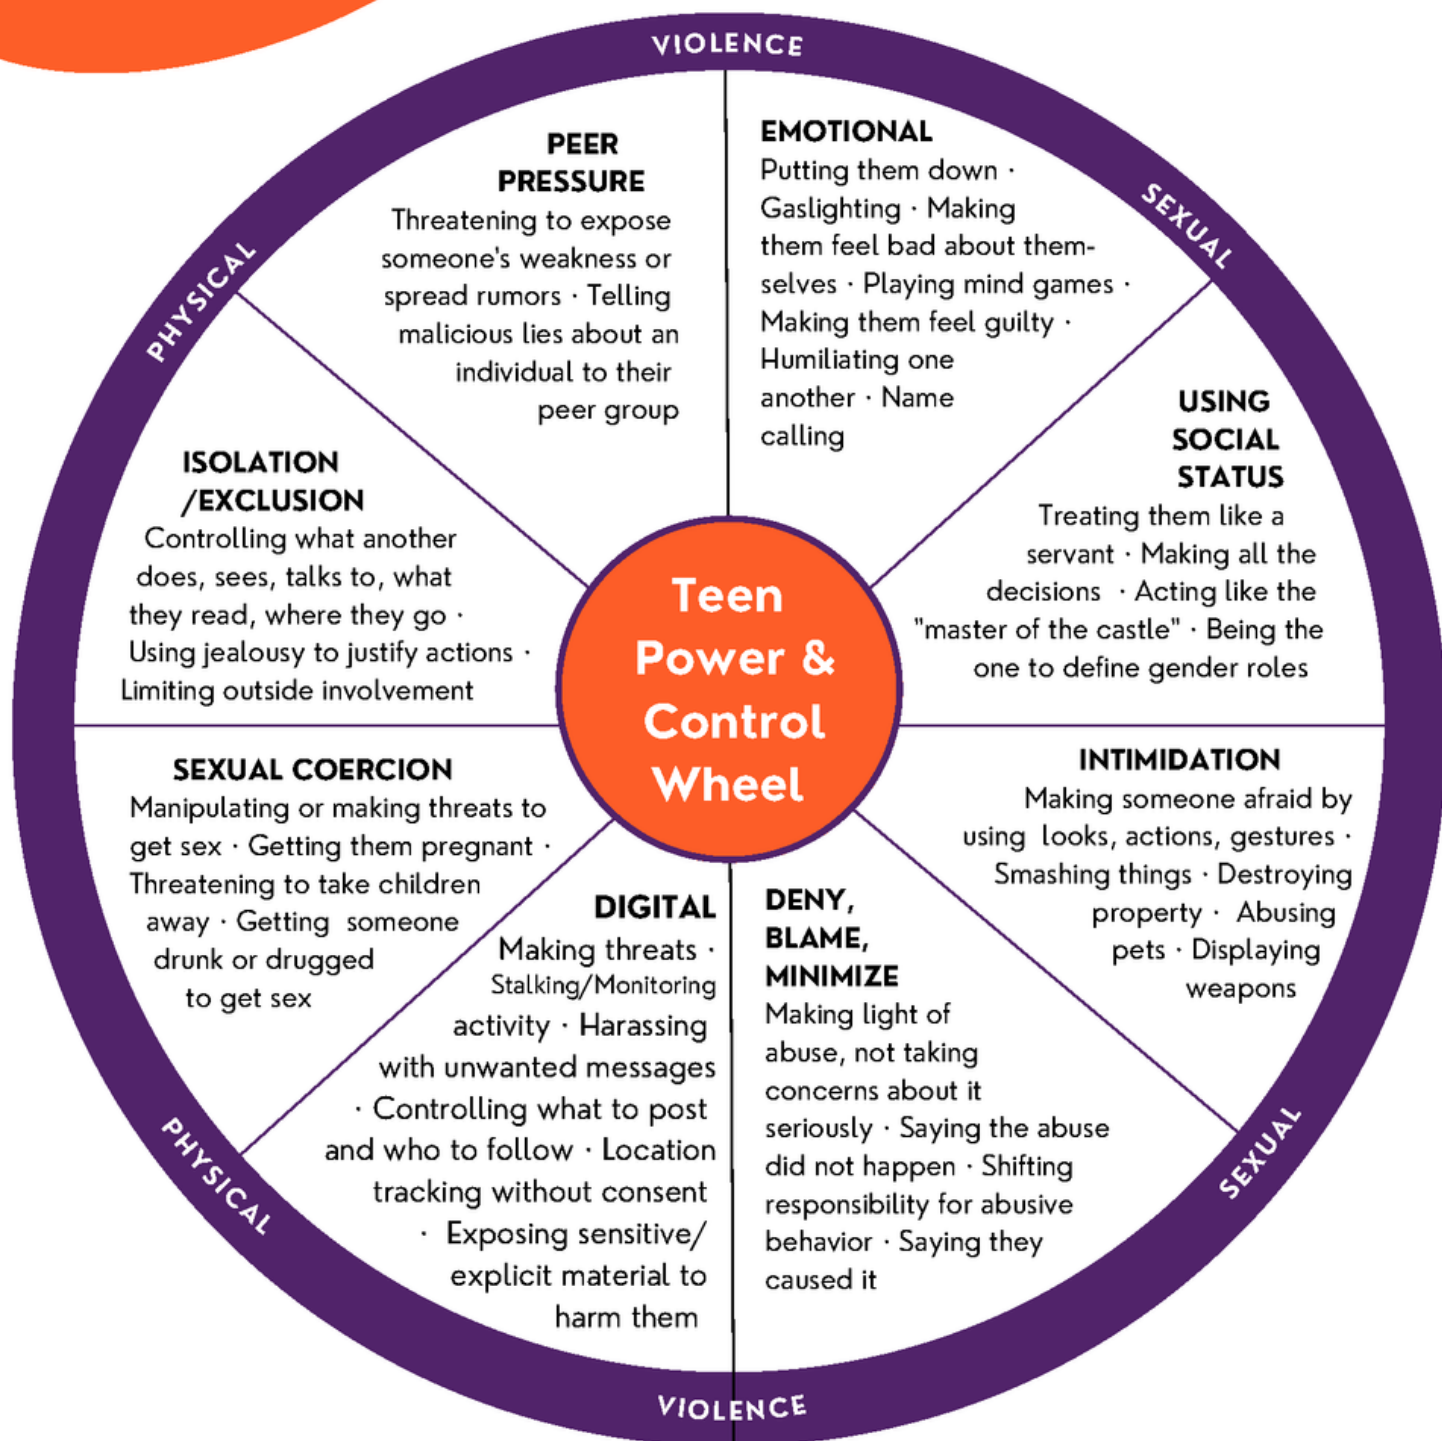 VIOLENCE
PEER
PRESSURE
Threatening to expose
someone's weakness or
spread rumors · Telling
malicious lies about an
individual to their
peer group
EMOTIONAL
Putting them down ·
Gaslighting · Making
them feel bad about them-
selves · Playing mind games ·
Making them feel guilty ·
Humiliating one
another · Name
calling
SEXUAL
PHYSICAL
USING
SOCIAL
STATUS
Treating them like a
servant · Making all the
decisions · Acting like the
"master of the castle" · Being the
one to define gender roles
ISOLATION
/EXCLUSION
Controlling what another
does, sees, talks to, what
they read, where they go ·
Using jealousy to justify actions ·
Limiting outside involvement
Teen
Power &
Control
Wheel
SEXUAL COERCION
Manipulating or making threats to
get sex · Getting them pregnant ·
Threatening to take children
away · Getting someone
drunk or drugged
to get sex
INTIMIDATION
Making someone afraid by
using looks, actions, gestures ·
Smashing things · Destroying
property · Abusing
pets · Displaying
weapons
DIGITAL
Making threats ·
Stalking/Monitoring
activity · Harassing
with unwanted messages
· Controlling what to post
and who to follow · Location
tracking without consent
· Exposing sensitive/
explicit material to
harm them
DENY,
BLAME,
MINIMIZE
Making light of
abuse, not taking
concerns about it
seriously · Saying the abuse
did not happen · Shifting
responsibility for abusive
behavior · Saying they
caused it
PHYSICAL
SEXUAL
VIOLENCE